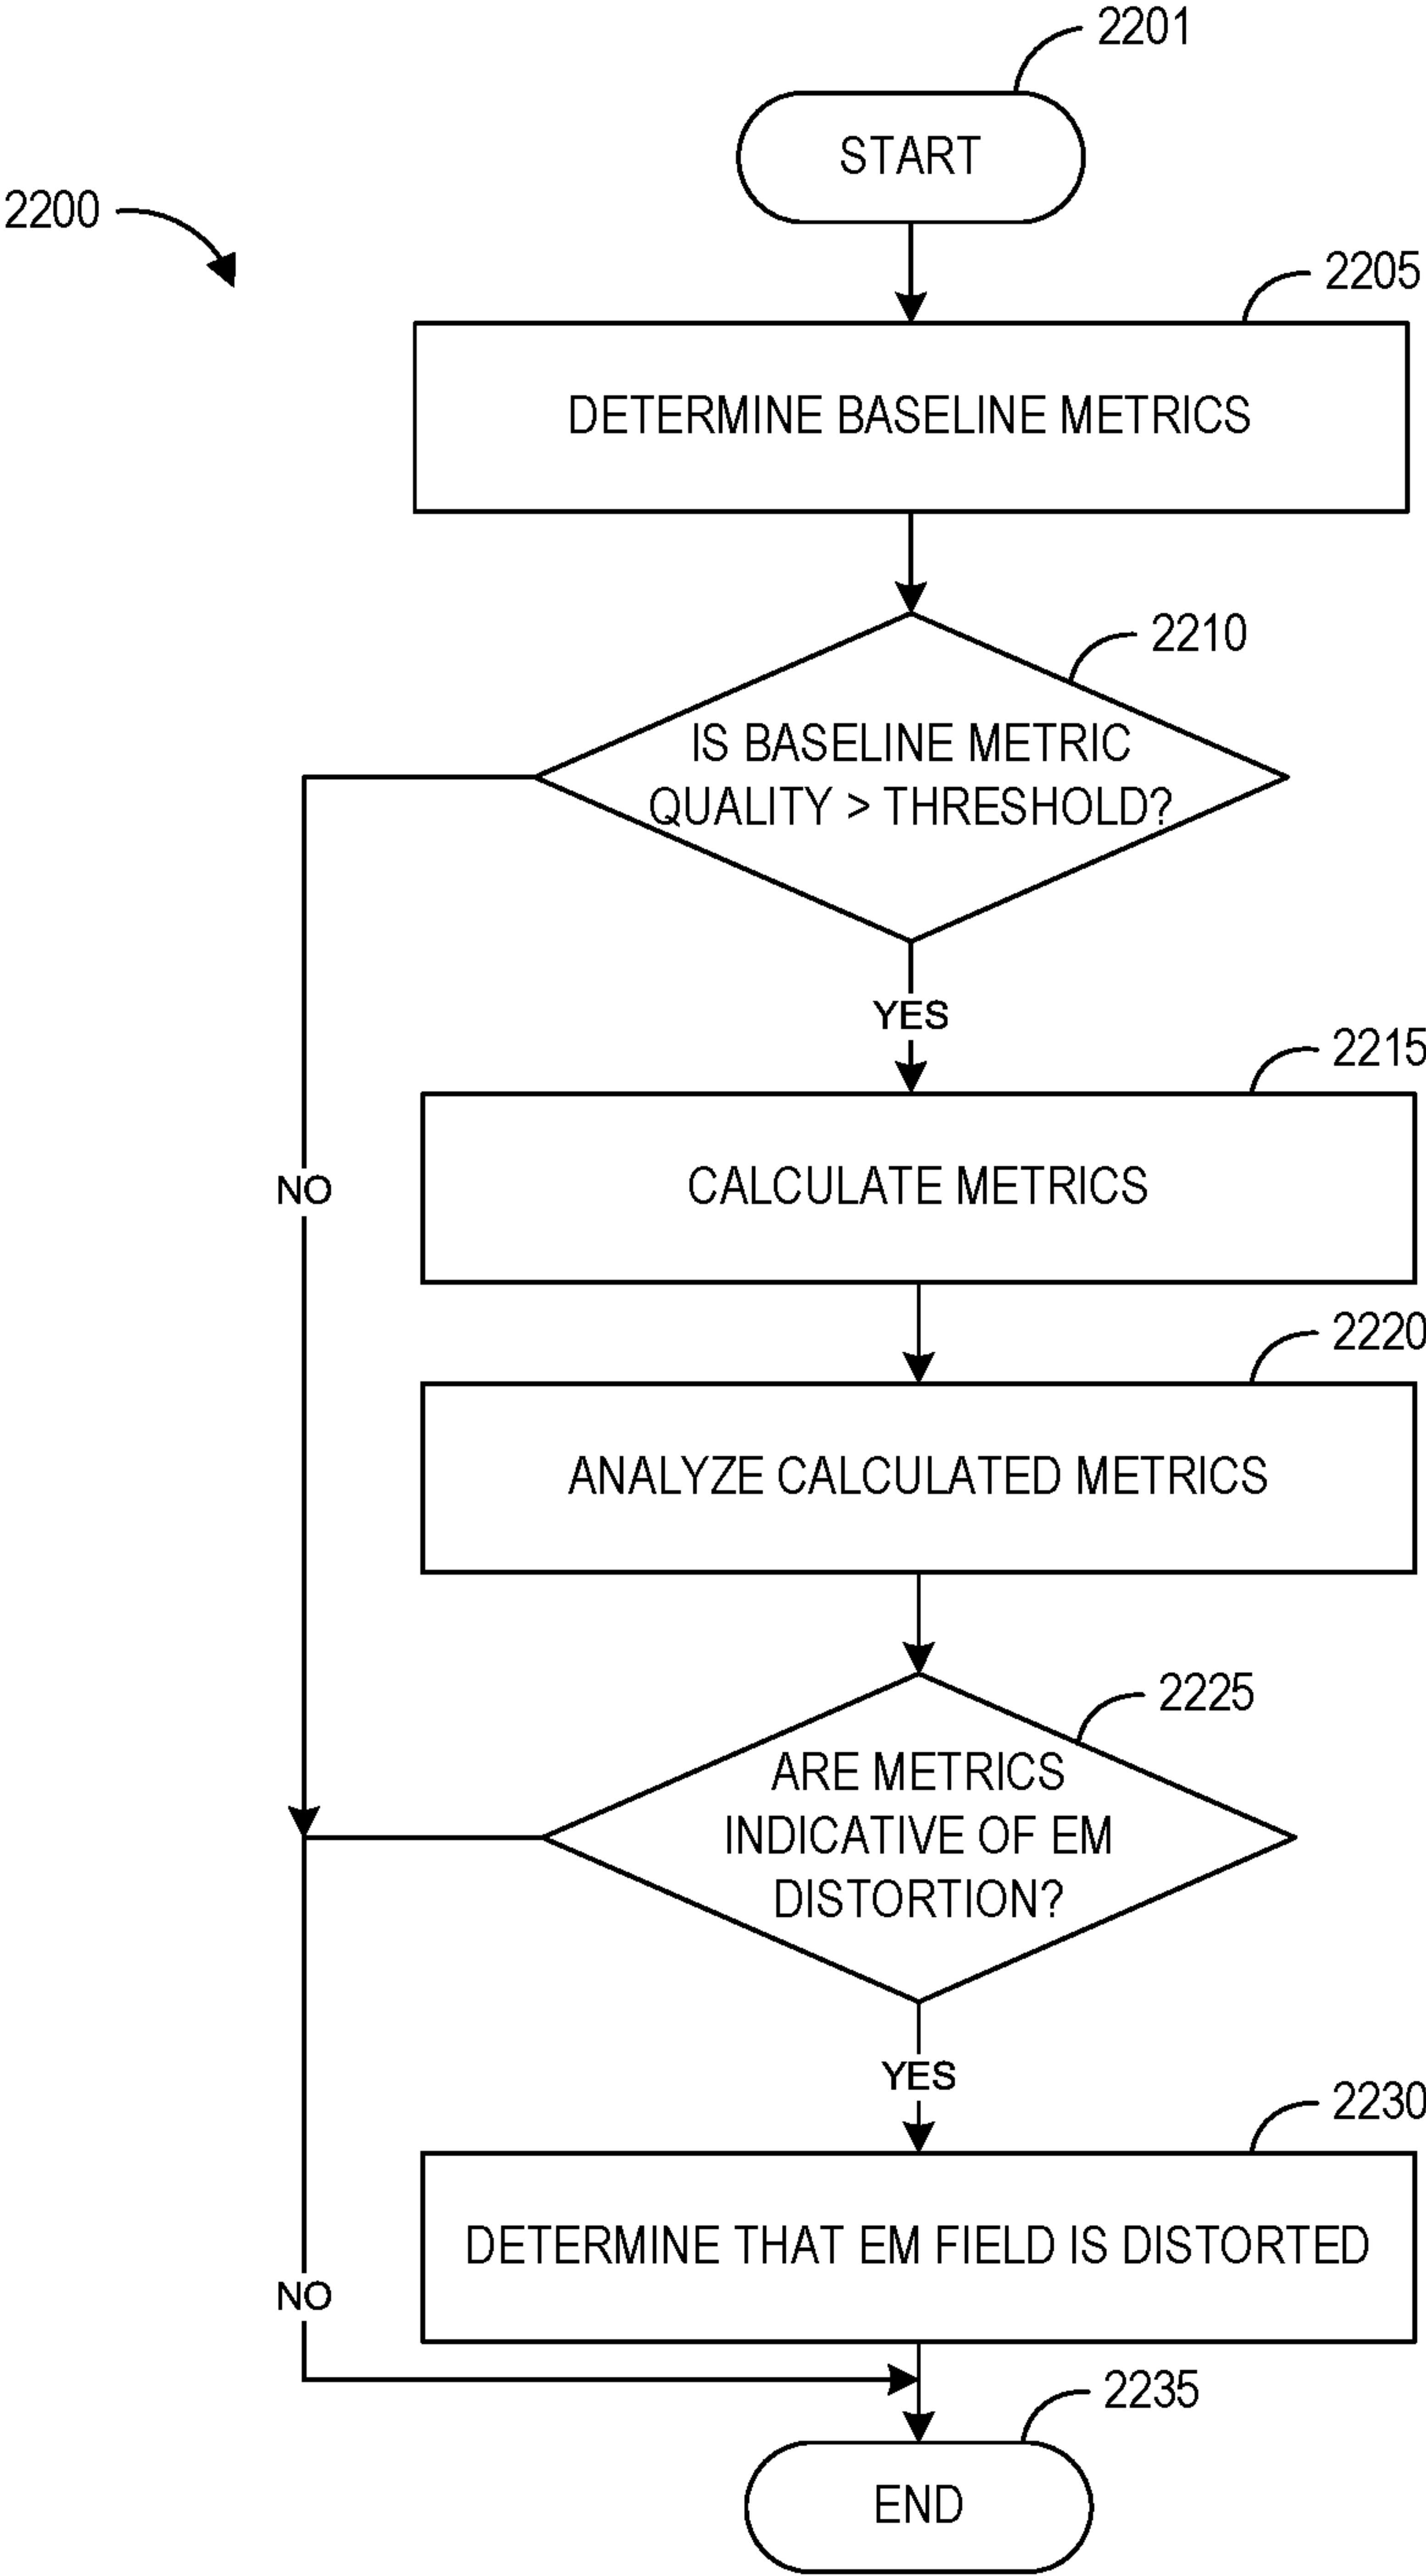 2201
START
2200
2205
DETERMINE BASELINE METRICS
2210
IS BASELINE METRIC
QUALITY > THRESHOLD?
YES
2215
CALCULATE METRICS
NO
2220
ANALYZE CALCULATED METRICS
2225
ARE METRICS
INDICATIVE OF EM
DISTORTION?
YES
2230
DETERMINE THAT EM FIELD IS DISTORTED
NO
2235
END